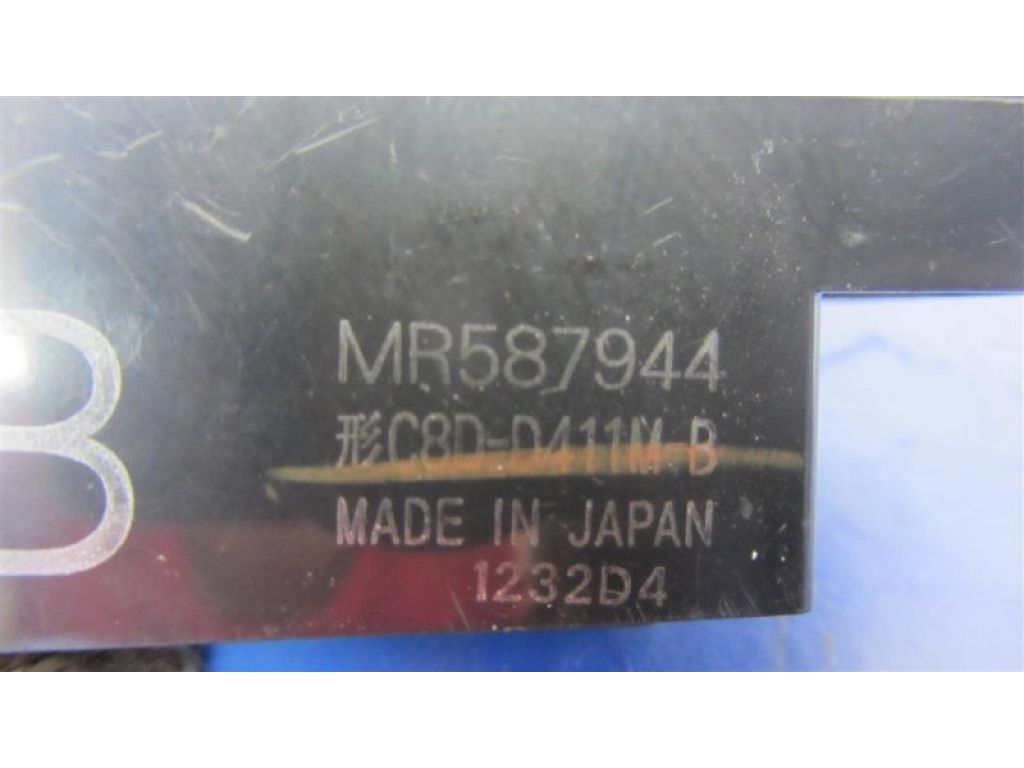 B
MR587944
形C8D-D411M-B
MADE IN JAPAN
1232D4